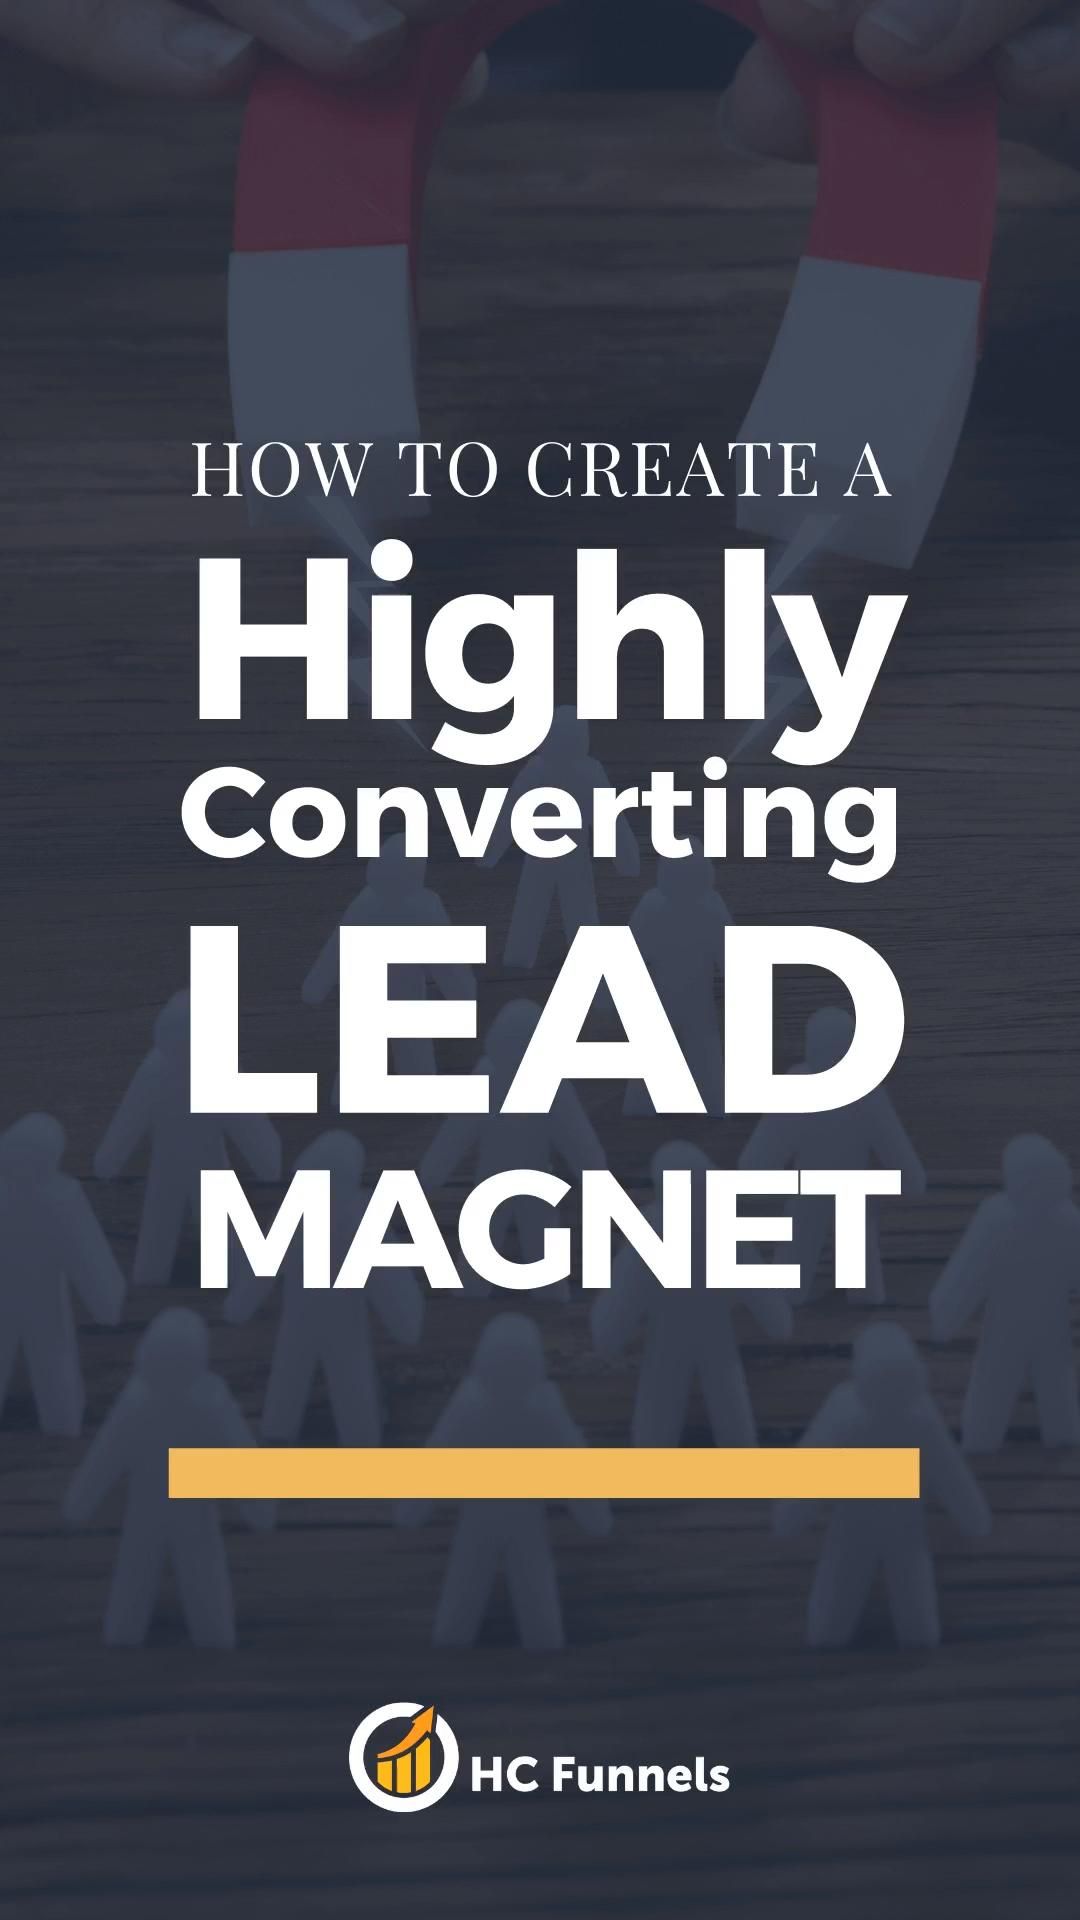 HOW TO CREATE A
Highly
Converting
LEAD
MAGNET
HC Funnels